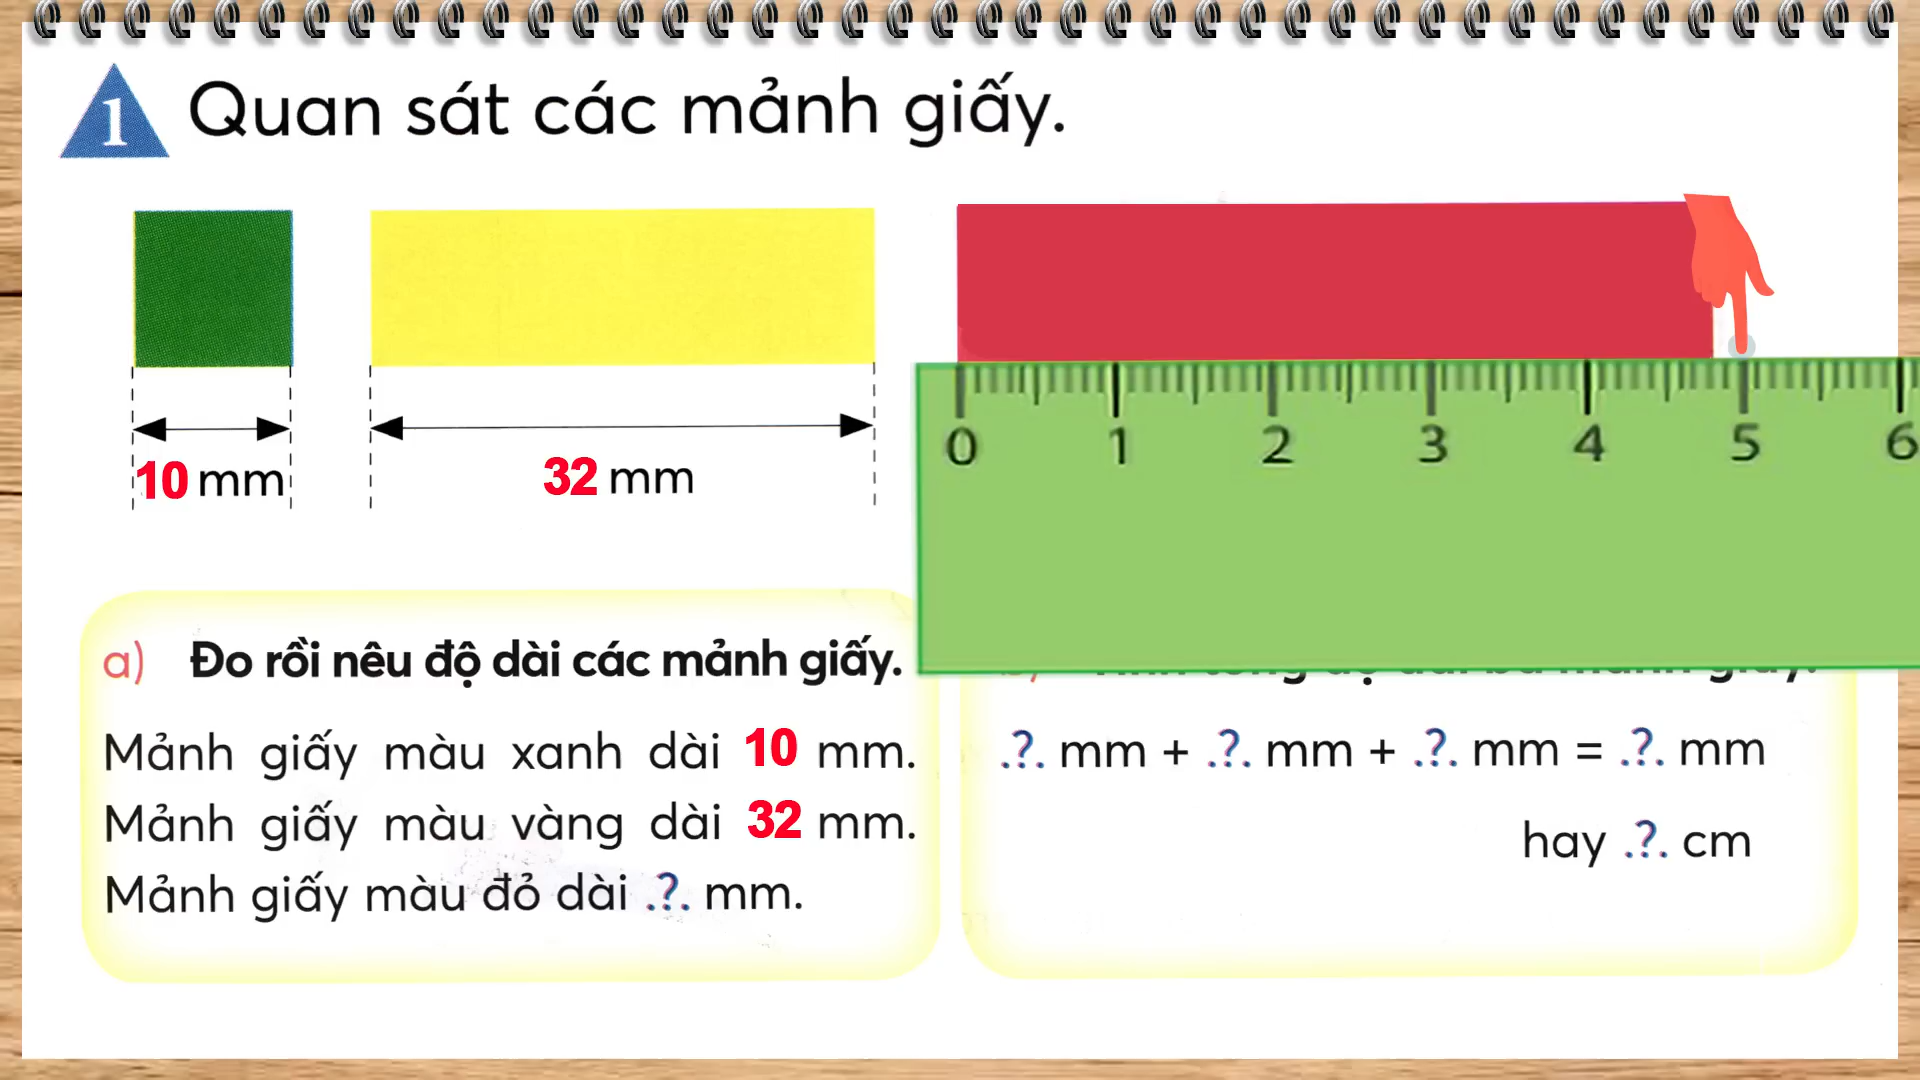 1 Quan sát các mảnh giấy.
10 mm
32 mm
0 1 2 3 4 5 6
a) Đo rồi nêu độ dài các mảnh giấy.
Mảnh giấy màu xanh dài 10 mm.
Mảnh giấy màu vàng dài 32 mm.
Mảnh giấy màu đỏ dài .?. mm.
.?. mm + .?. mm + .?. mm = .?. mm
hay .?. cm